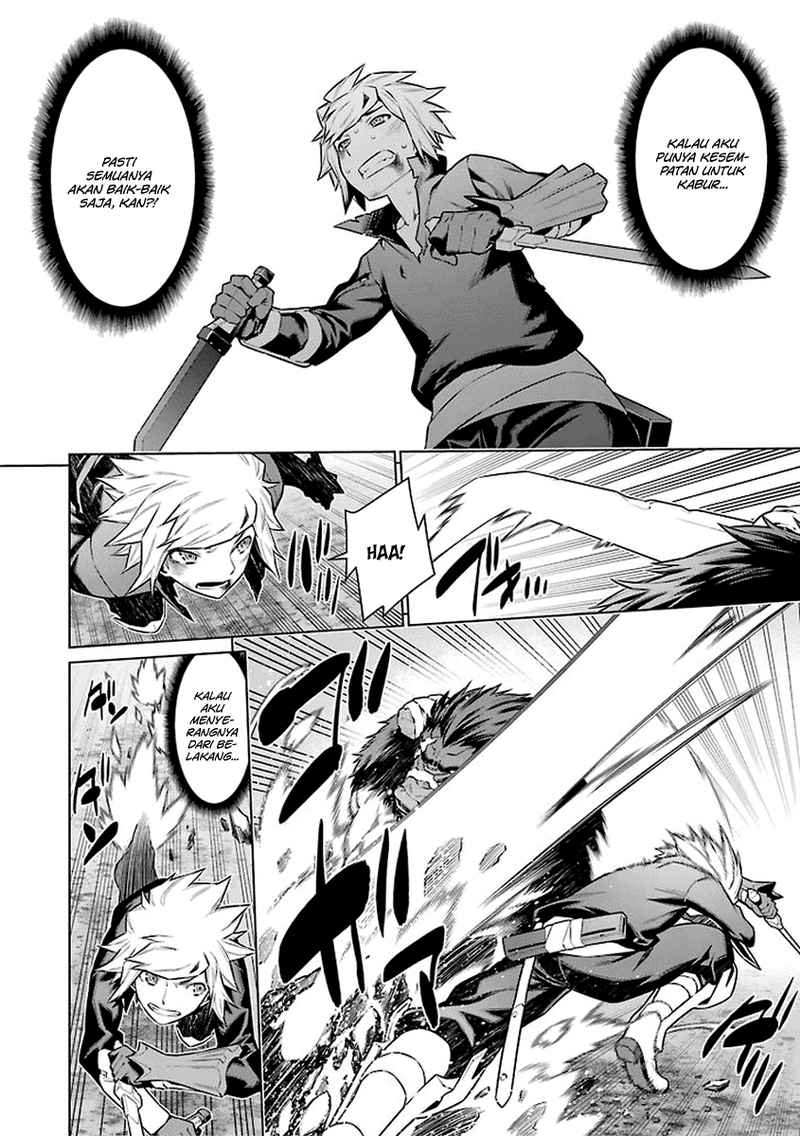 KALAU AKU
PUNYA KESEM-
PATAN UNTUK
KABUR...
PASTI
SEMUANYA
AKAN BAIK-BAIK
SAJA, KAN?!
HAA!
KALAU
AKU
MENYE-
RANGNYA
DARI BE-
LAKANG...